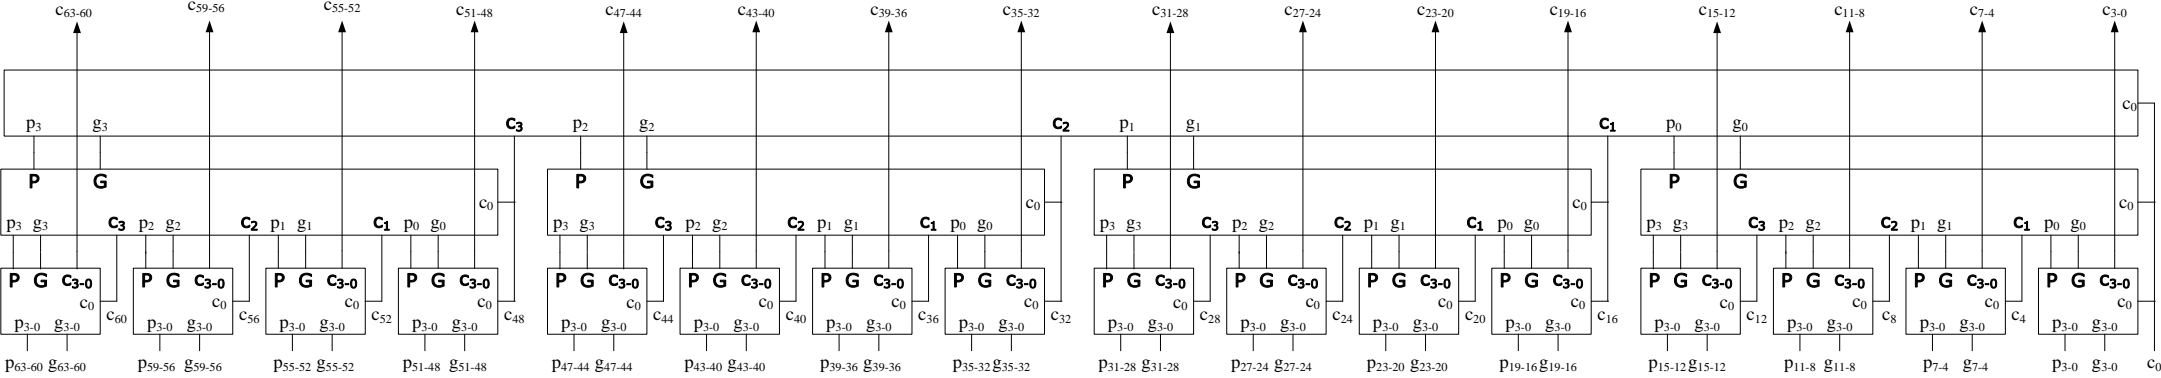 c63-60 c59-56 c55-52 c51-48 c47-44 c43-40 c39-36 c35-32 c31-28 c27-24 c23-20 c19-16 c15-12 c11-8 c7-4 c3-0
c0
p3 g3 C3 p2 g2 C2 p1 g1 C1 p0 g0
P G P G P G P G
c0 c0 c0 c0
p3 g3 C3 p2 g2 C2 p1 g1 C1 p0 g0 p3 g3 C3 p2 g2 C2 p1 g1 C1 p0 g0 p3 g3 C3 p2 g2 C2 p1 g1 C1 p0 g0 p3 g3 C3 p2 g2 C2 p1 g1 C1 p0 g0
P G C3-0 P G C3-0 P G C3-0 P G C3-0 P G C3-0 P G C3-0 P G C3-0 P G C3-0 P G C3-0 P G C3-0 P G C3-0 P G C3-0 P G C3-0 P G C3-0 P G C3-0 P G C3-0
c0 c0 c0 c0 c0 c0 c0 c0 c0 c0 c0 c0 c0 c0 c0 c0
c60 c56 c52 c48 c44 c40 c36 c32 c28 c24 c20 c16 c12 c8 c4
p3-0 g3-0 p3-0 g3-0 p3-0 g3-0 p3-0 g3-0 p3-0 g3-0 p3-0 g3-0 p3-0 g3-0 p3-0 g3-0 p3-0 g3-0 p3-0 g3-0 p3-0 g3-0 p3-0 g3-0 p3-0 g3-0 p3-0 g3-0 p3-0 g3-0 p3-0 g3-0
p63-60 g63-60 p59-56 g59-56 p55-52 g55-52 p51-48 g51-48 p47-44 g47-44 p43-40 g43-40 p39-36 g39-36 p35-32 g35-32 p31-28 g31-28 p27-24 g27-24 p23-20 g23-20 p19-16 g19-16 p15-12 g15-12 p11-8 g11-8 p7-4 g7-4 p3-0 g3-0 c0